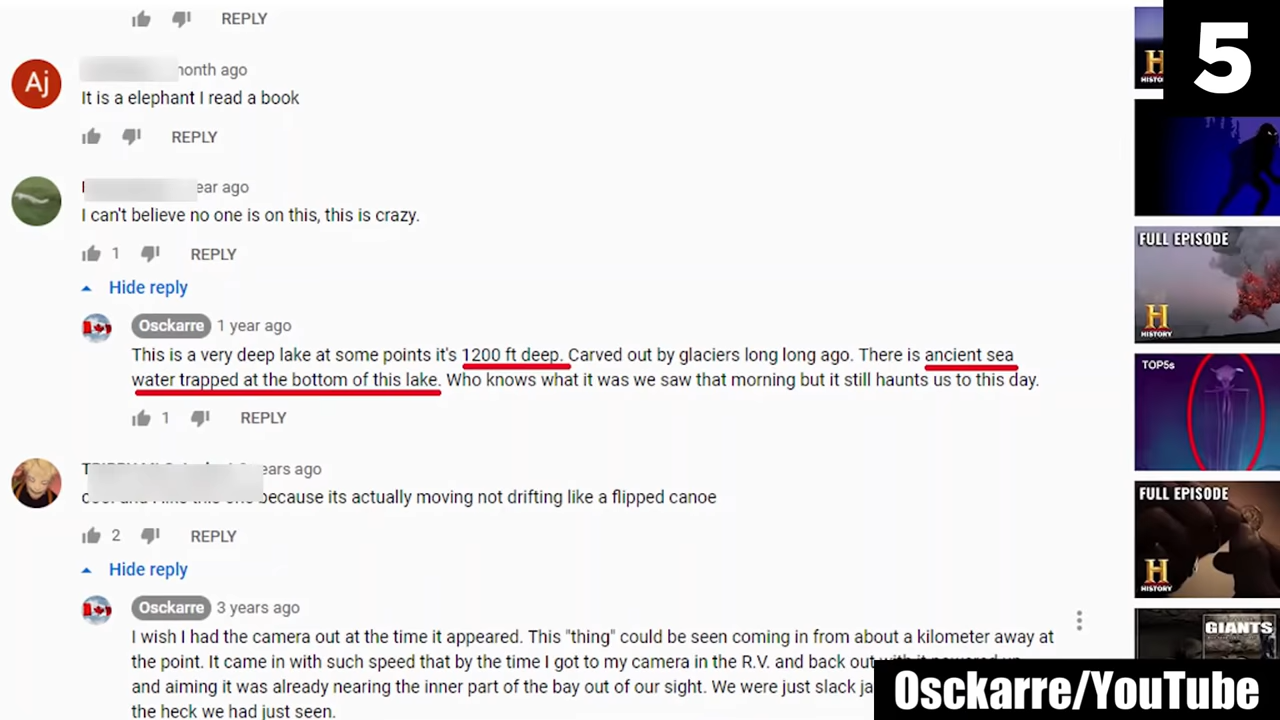 REPLY
5
Aj
month ago
It is a elephant I read a book
REPLY
ear ago
I can't believe no one is on this, this is crazy.
1
REPLY
Hide reply
Osckarre 1 year ago
This is a very deep lake at some points it's 1200 ft deep. Carved out by glaciers long long ago. There is ancient sea
water trapped at the bottom of this lake. Who knows what it was we saw that morning but it still haunts us to this day.
1
REPLY
ears ago
because its actually moving not drifting like a flipped canoe
2
REPLY
Hide reply
Osckarre 3 years ago
I wish I had the camera out at the time it appeared. This "thing" could be seen coming in from about a kilometer away at
the point. It came in with such speed that by the time I got to my camera in the R.V. and back out
and aiming it was already nearing the inner part of the bay out of our sight. We were just slack ja
the heck we had just seen.
H
HISTO
FULL EPISODE
H
HISTORY
TOP5s
FULL EPISODE
H
HISTORY
GIANTS
Osckarre/YouTube